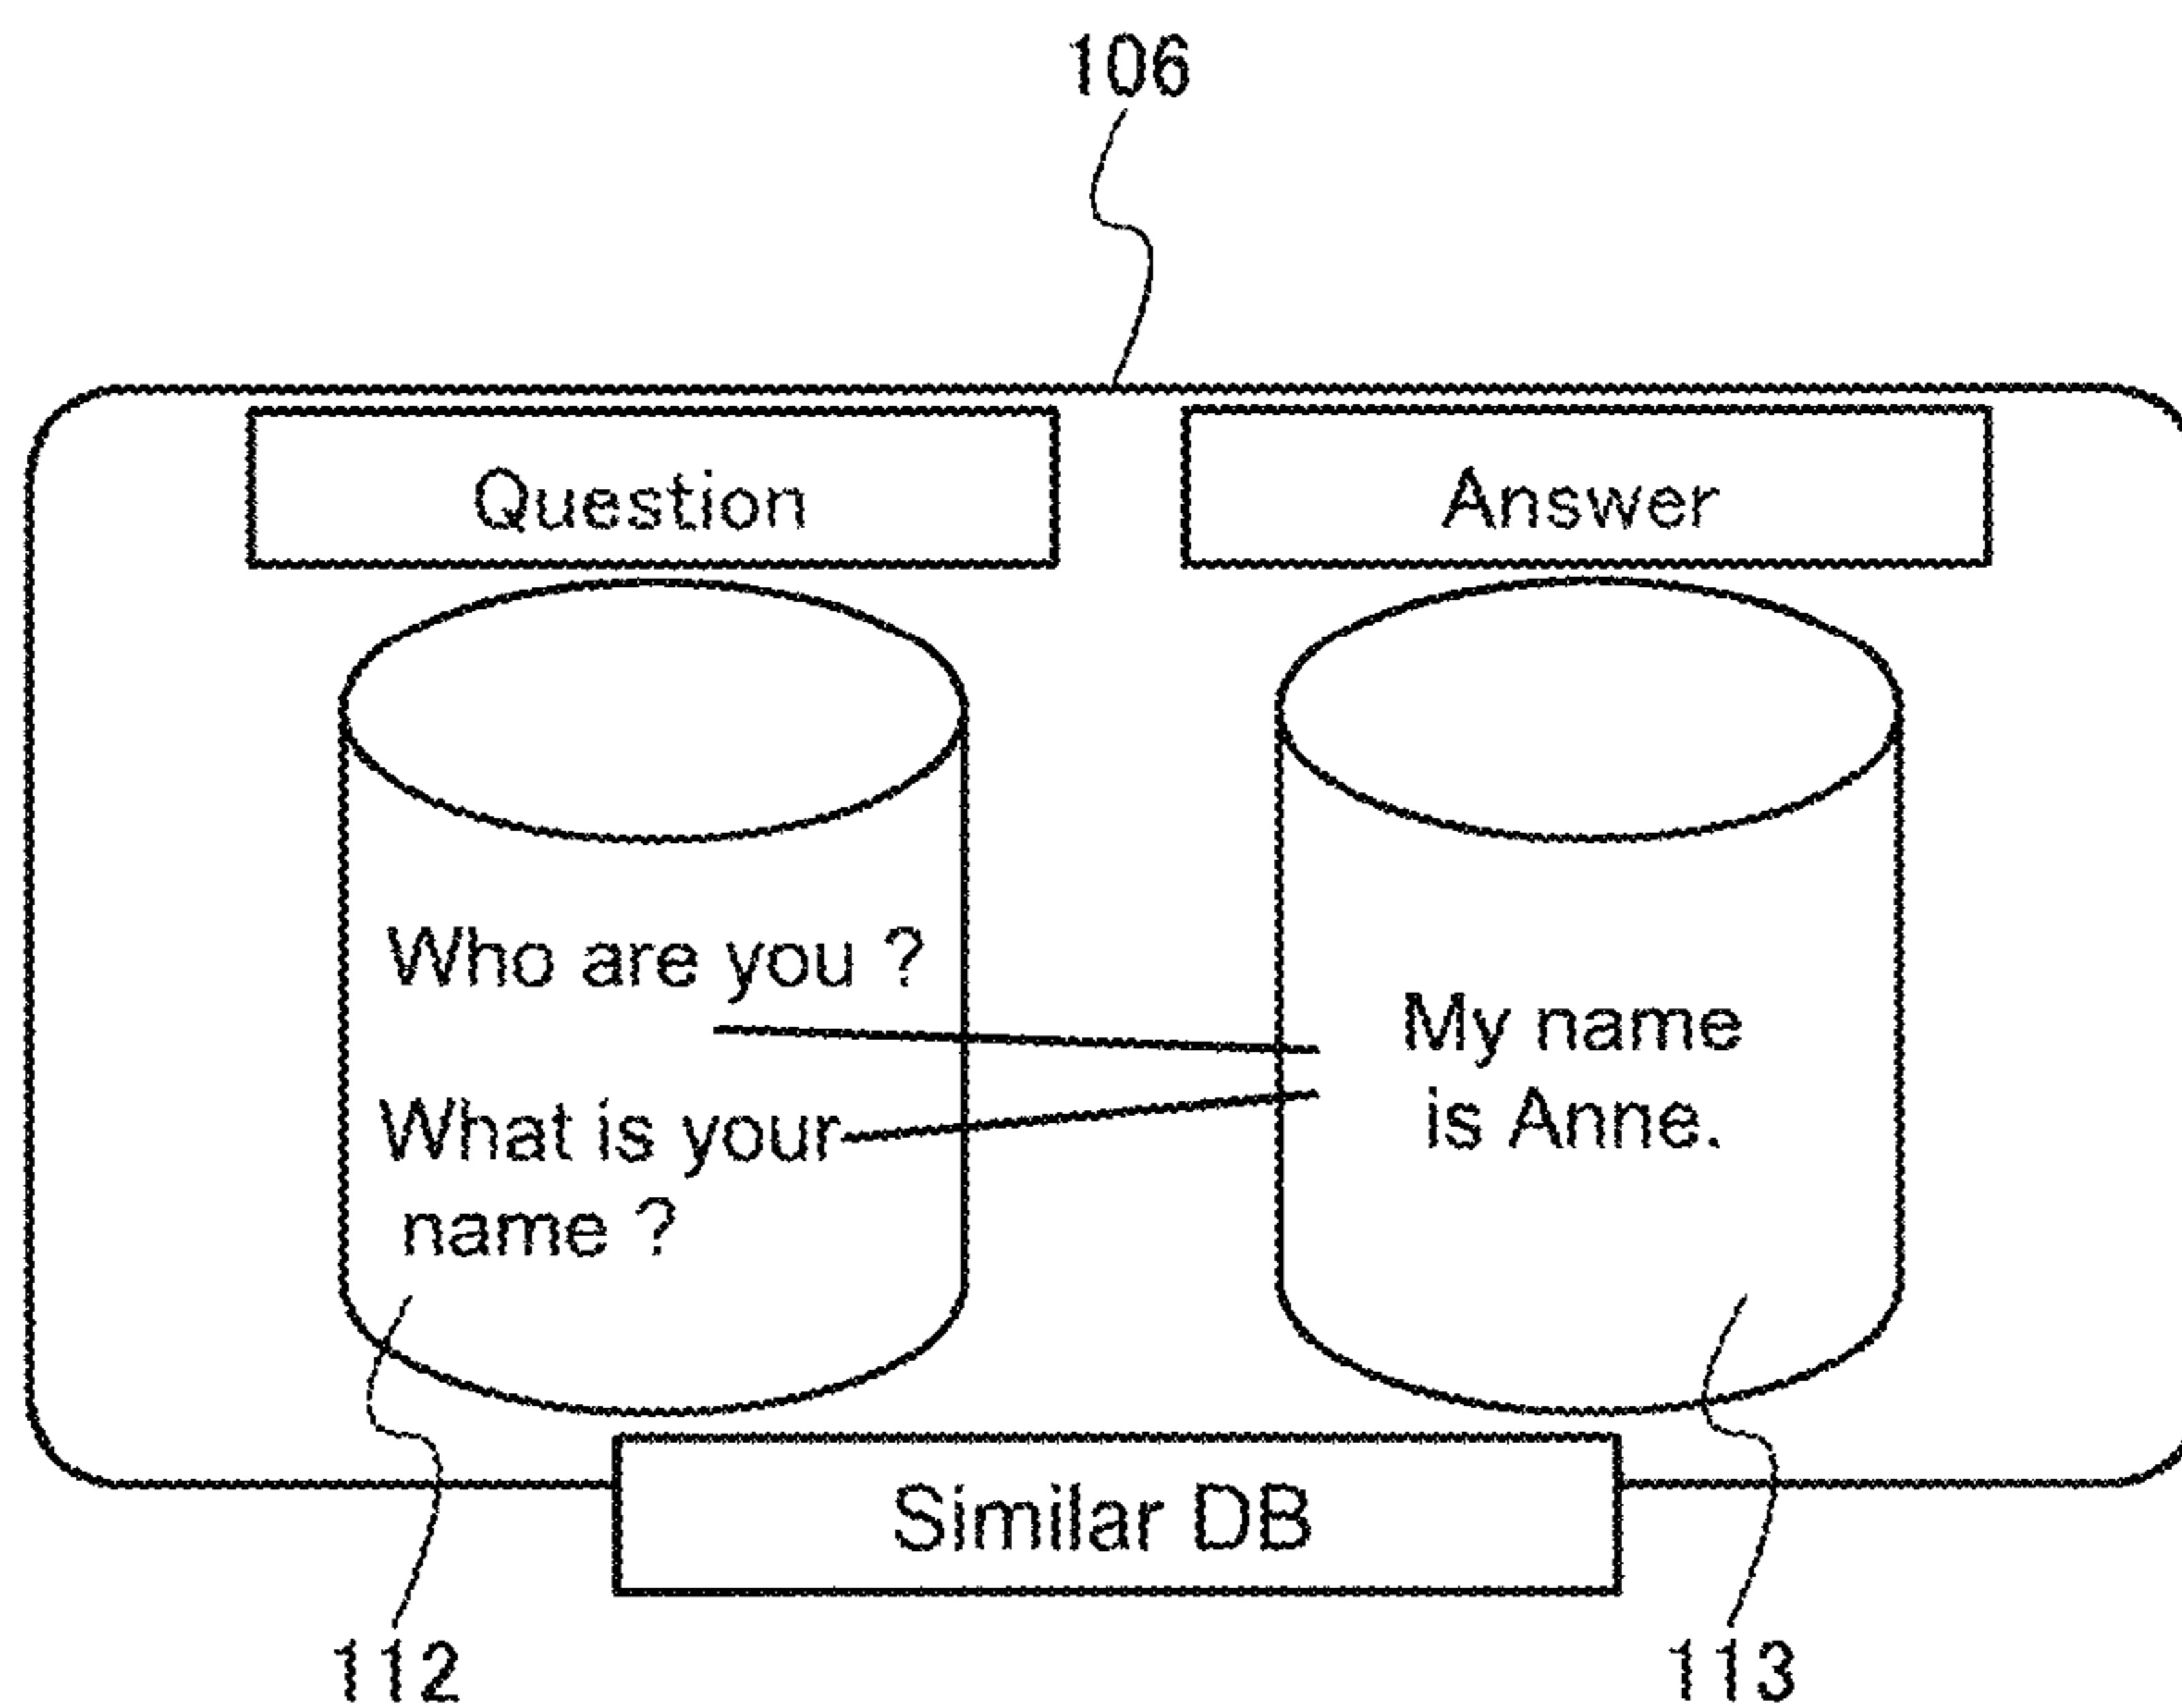 106
Question
Answer
Who are you ?
What is your
name ?
My name
is Anne.
Similar DB
112
113